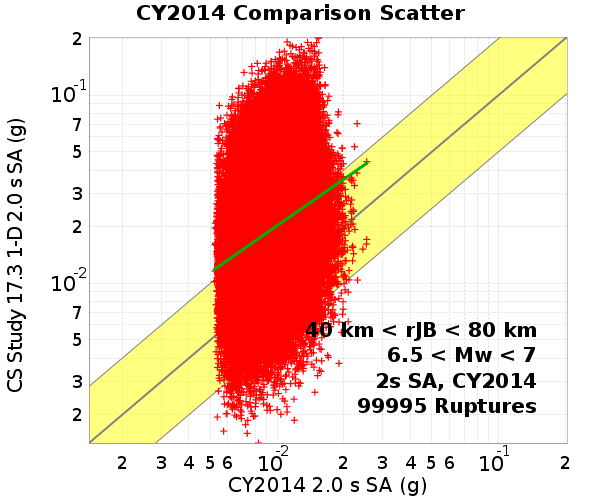 CY2014 Comparison Scatter
CS Study 17.3 1-D 2.0 s SA (g)
2
10-1
7
5
3
2
10-2
7
5
3
2
40 km < rJB < 80 km
6.5 < Mw < 7
2s SA, CY2014
99995 Ruptures
2 3 4 5 6 10-2 2 3 4 5 6 10-1 2
CY2014 2.0 s SA (g)